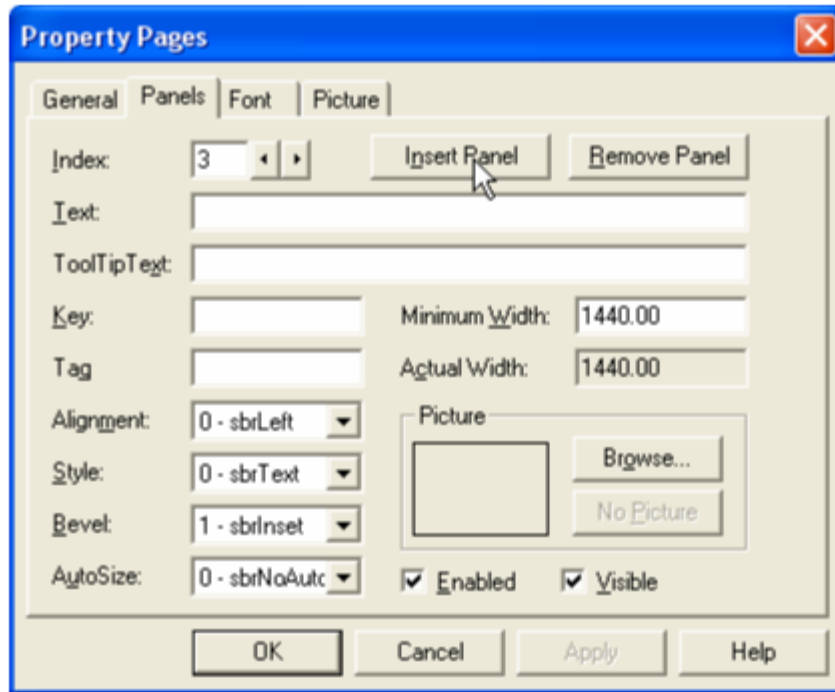 Property Pages
General Panels Font Picture
Index: 3 Insert Panel Remove Panel
Text:
ToolTipText:
Key: Minimum Width: 1440.00
Tag Actual Width: 1440.00
Alignment: 0 - sbrLeft Picture
Style: 0 - sbrText Browse...
Bevel: 1 - sbrInset No Picture
AutoSize: 0 - sbrNoAutc Enabled Visible
OK Cancel Apply Help